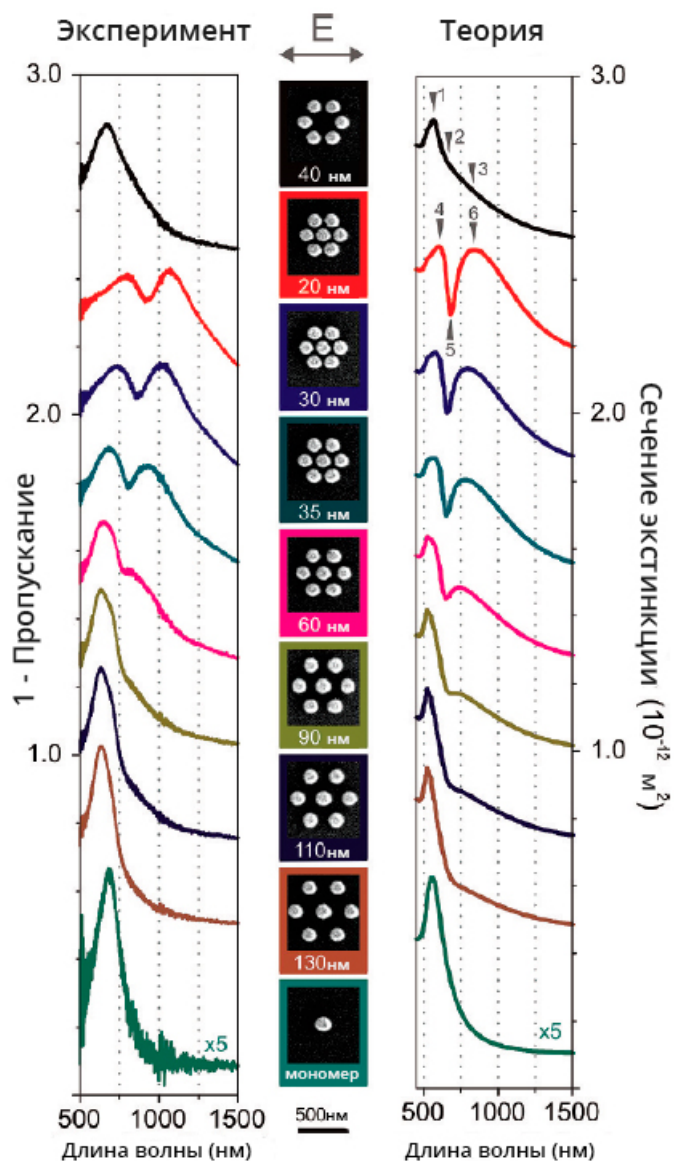 Эксперимент
E
Теория
3.0
2.0
1.0
1 - Пропускание
500 1000 1500
Длина волны (нм)
x5
40 нм
20 нм
30 нм
35 нм
60 нм
90 нм
110нм
130нм
мономер
500нм
1
2
3
4
6
5
x5
3.0
2.0
1.0
Сечение экстинкции (10⁻¹² м²)
500 1000 1500
Длина волны (нм)